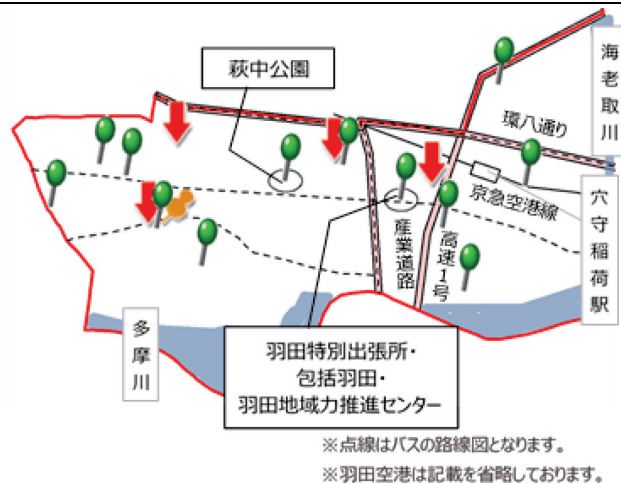 萩中公園
海老取川
環八通り
京急空港線
穴守稲荷駅
産業道路
高速1号
多摩川
羽田特別出張所・
包括羽田・
羽田地域力推進センター
※点線はバスの路線図となります。
※羽田空港は記載を省略しております。